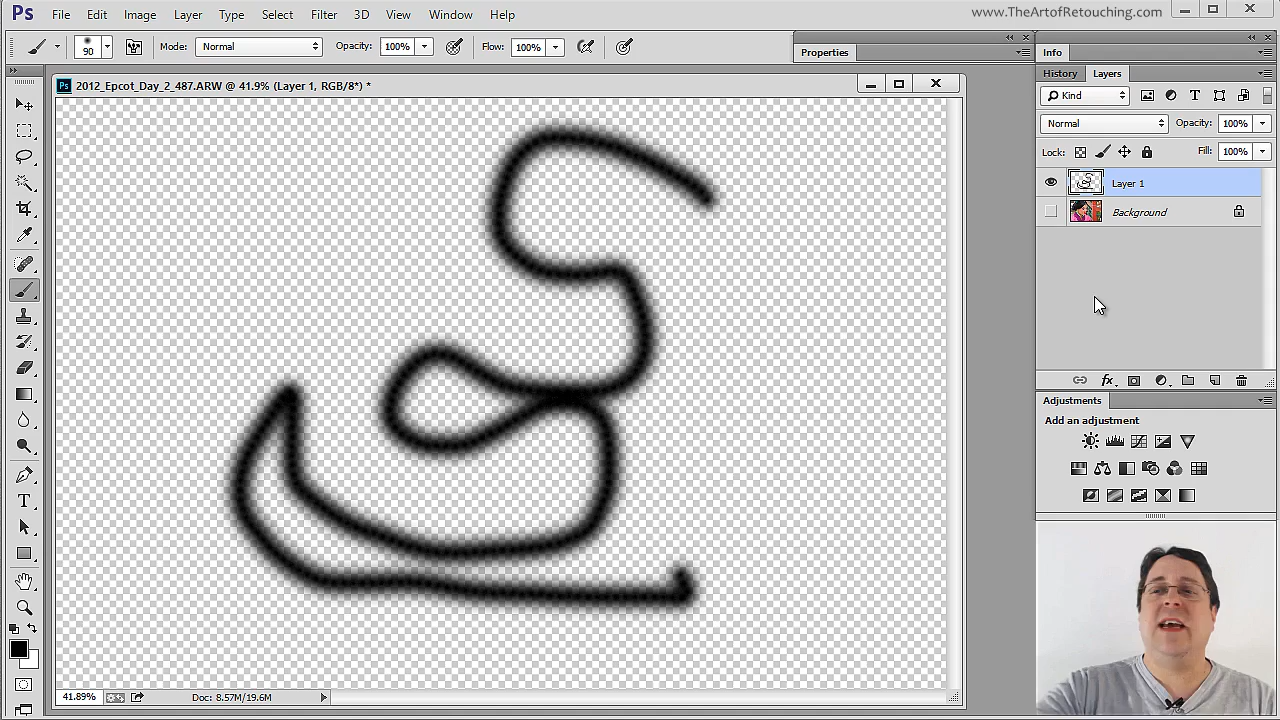 Ps File Edit Image Layer Type Select Filter 3D View Window Help www.TheArtofRetouching.com
90 Mode: Normal Opacity: 100% Flow: 100%
Properties
Info
Ps 2012_Epcot_Day_2_487.ARW @ 41.9% (Layer 1, RGB/8*) *
History Layers
Kind
Normal Opacity: 100%
Lock: Fill: 100%
Layer 1
Background
fx
Adjustments
Add an adjustment
41.89% Doc: 8.57M/19.6M